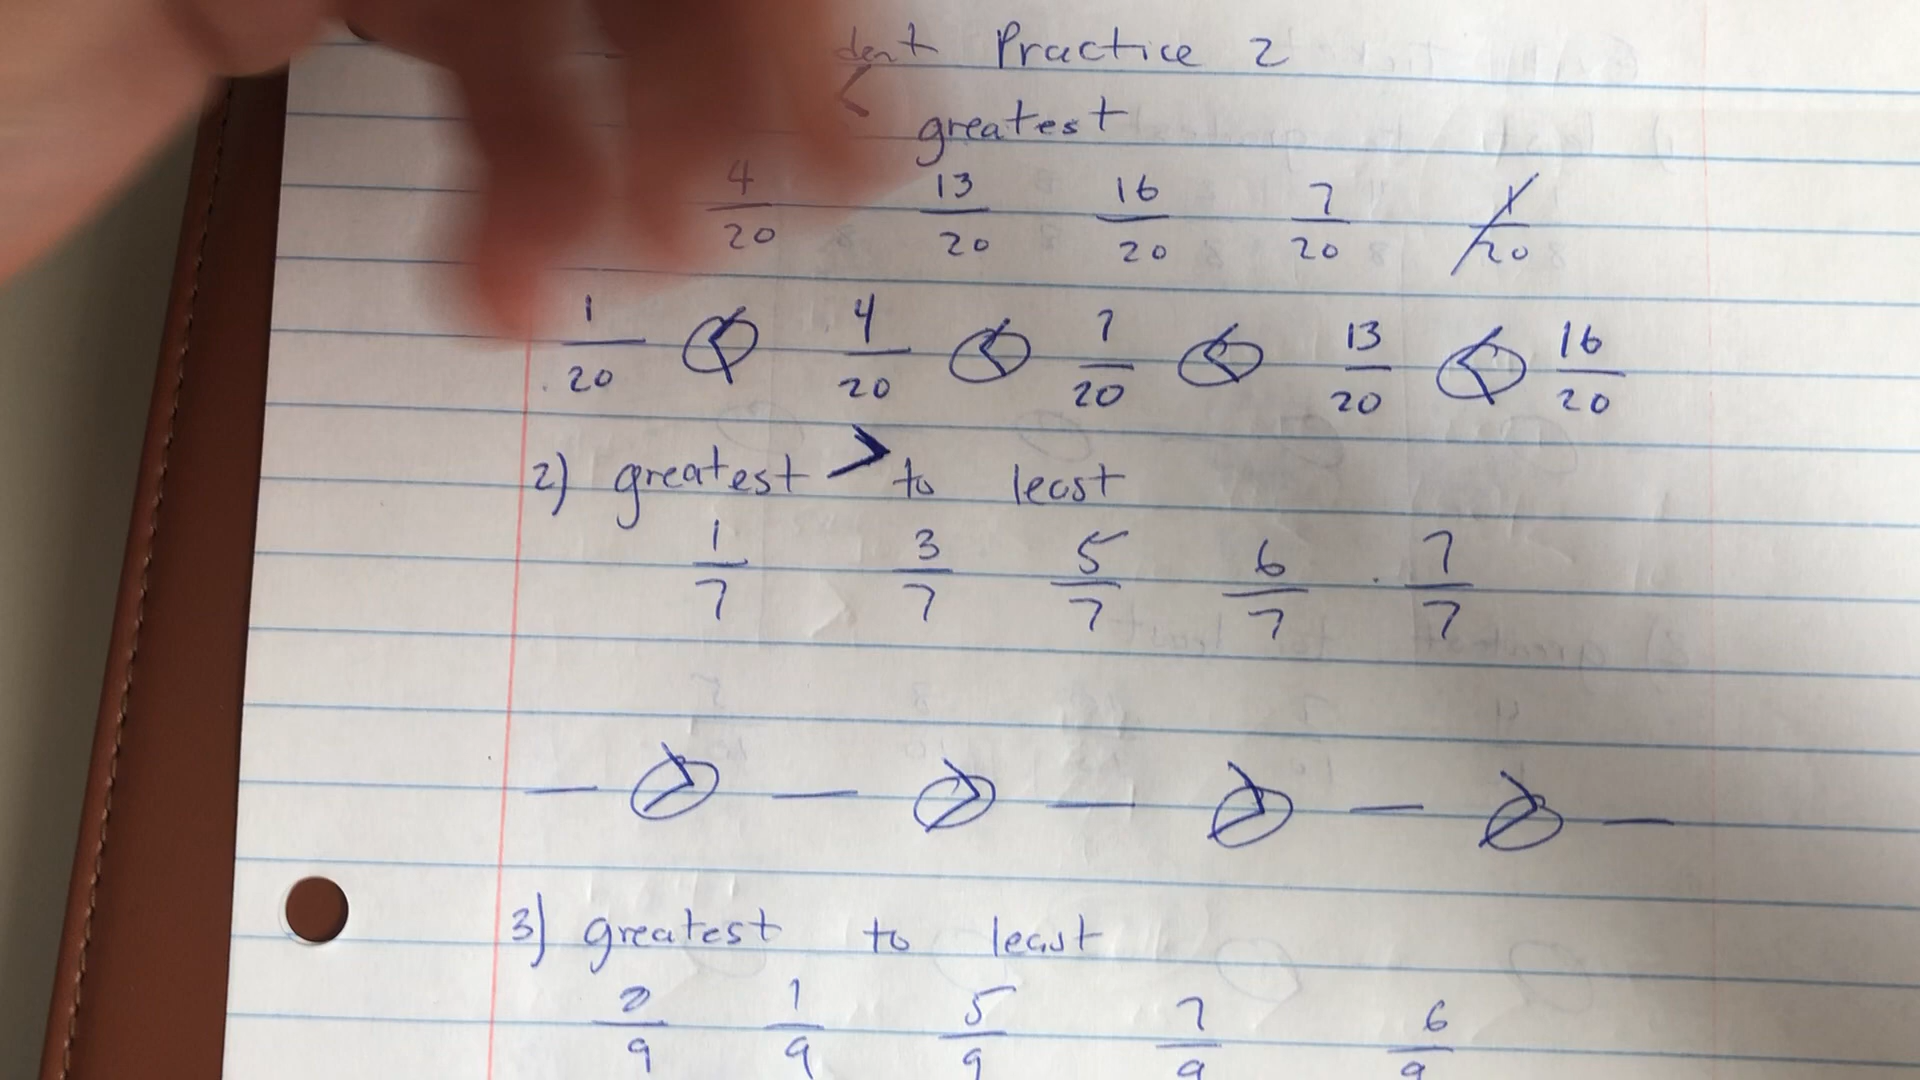 Practice 2
< greatest
4/20 13/20 16/20 7/20 1/20
1/20 < 4/20 < 7/20 < 13/20 < 16/20
2) greatest > to least
1/7 3/7 5/7 6/7 7/7
— > — > — > — > —
3) greatest to least
2/9 1/9 5/9 7/9 6/9